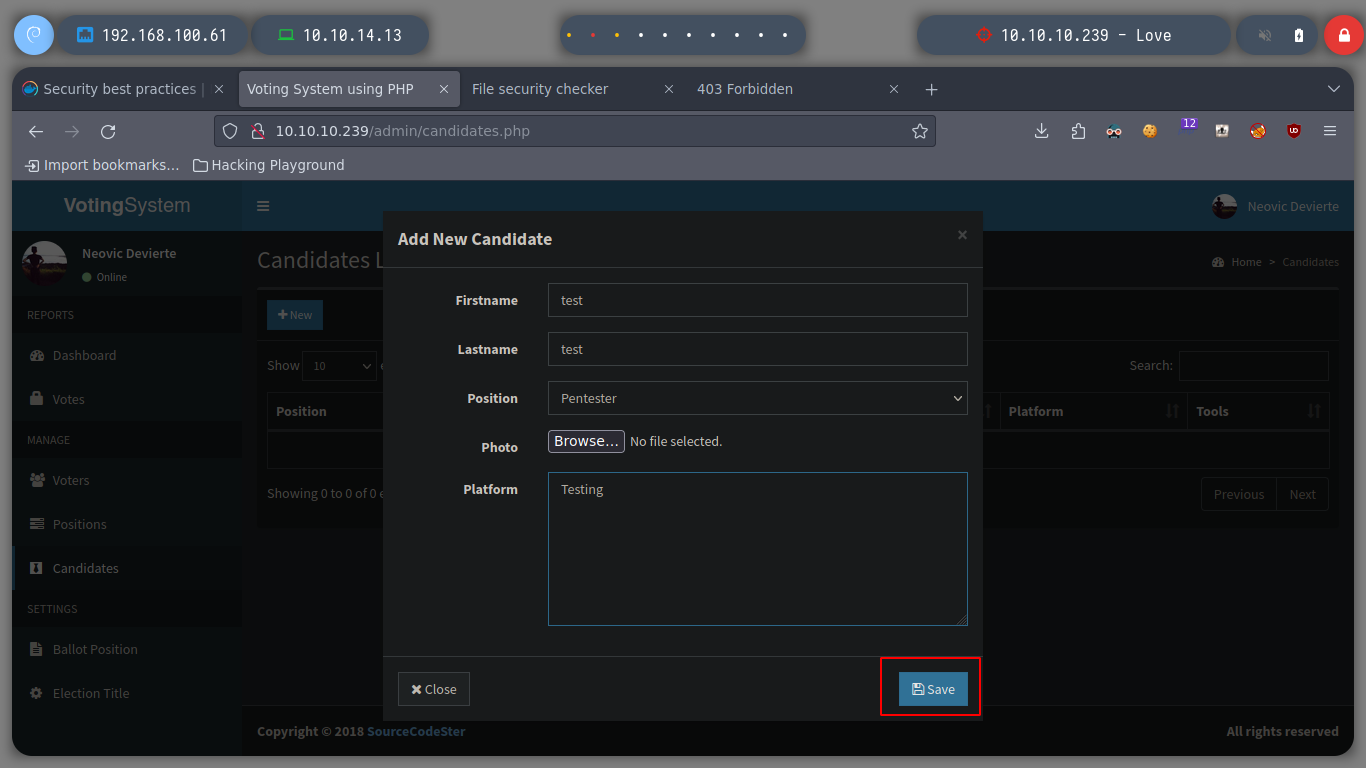 192.168.100.61 10.10.14.13 10.10.10.239 - Love
Security best practices | Voting System using PHP File security checker 403 Forbidden
10.10.10.239/admin/candidates.php 12
Import bookmarks... Hacking Playground
VotingSystem Neovic Devierte
Add New Candidate ×
Neovic Devierte
Online
Candidates L Home > Candidates
REPORTS
Firstname test
New
Lastname test
Dashboard
Show 10 e Search:
Votes
Position Pentester
Position Platform Tools
MANAGE
Photo Browse... No file selected.
Voters
Platform Testing
Showing 0 to 0 of 0 e Previous Next
Positions
Candidates
SETTINGS
Ballot Position
Close Save
Election Title
Copyright © 2018 SourceCodeSter All rights reserved